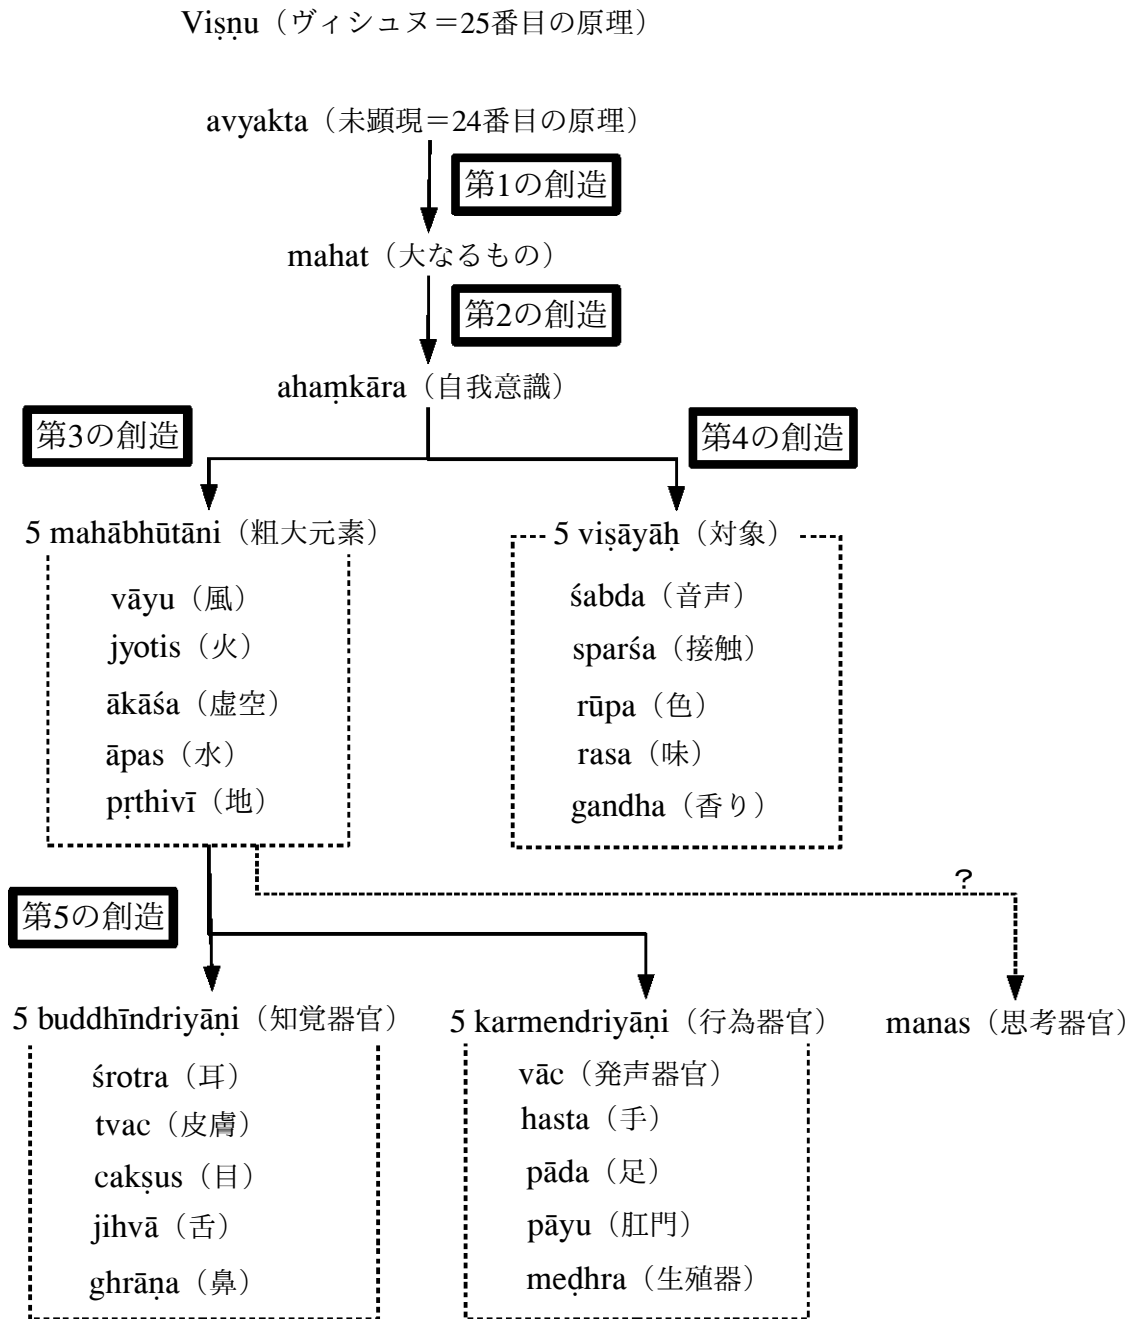 Viṣṇu（ヴィシュヌ＝25番目の原理）
avyakta（未顕現＝24番目の原理）
第1の創造
mahat（大なるもの）
第2の創造
ahaṃkāra（自我意識）
第3の創造
第4の創造
5 mahābhūtāni（粗大元素）
vāyu（風）
jyotis（火）
ākāśa（虚空）
āpas（水）
pṛthivī（地）
5 viṣāyāḥ（対象）
śabda（音声）
sparśa（接触）
rūpa（色）
rasa（味）
gandha（香り）
?
第5の創造
5 buddhīndriyāṇi（知覚器官）
śrotra（耳）
tvac（皮膚）
cakṣus（目）
jihvā（舌）
ghrāṇa（鼻）
5 karmendriyāṇi（行為器官）
vāc（発声器官）
hasta（手）
pāda（足）
pāyu（肛門）
meḍhra（生殖器）
manas（思考器官）